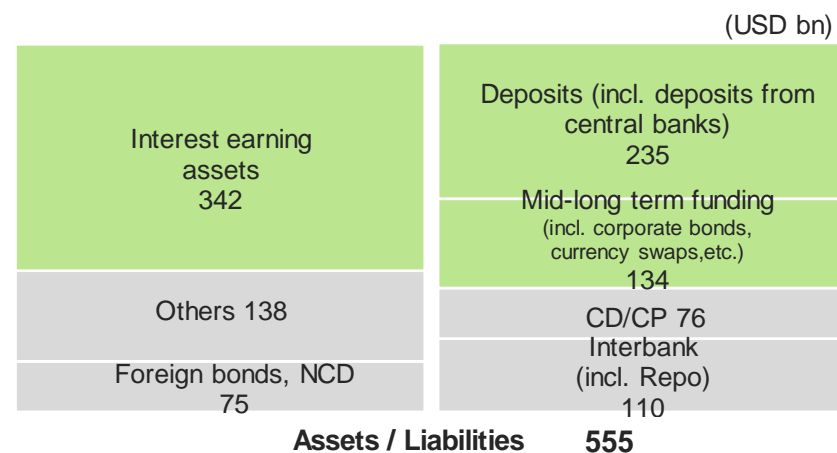 (USD bn)
Interest earning
assets
342
Others 138
Foreign bonds, NCD
75
Deposits (incl. deposits from
central banks)
235
Mid-long term funding
(incl. corporate bonds,
currency swaps,etc.)
134
CD/CP 76
Interbank
(incl. Repo)
110
Assets / Liabilities 555